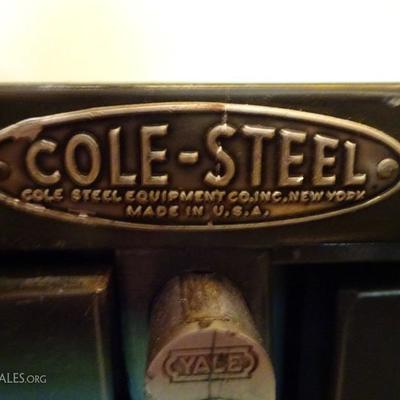 COLE-STEEL
COLE STEEL EQUIPMENT CO. INC. NEW YORK
MADE IN U.S.A.
YALE
ALES.ORG